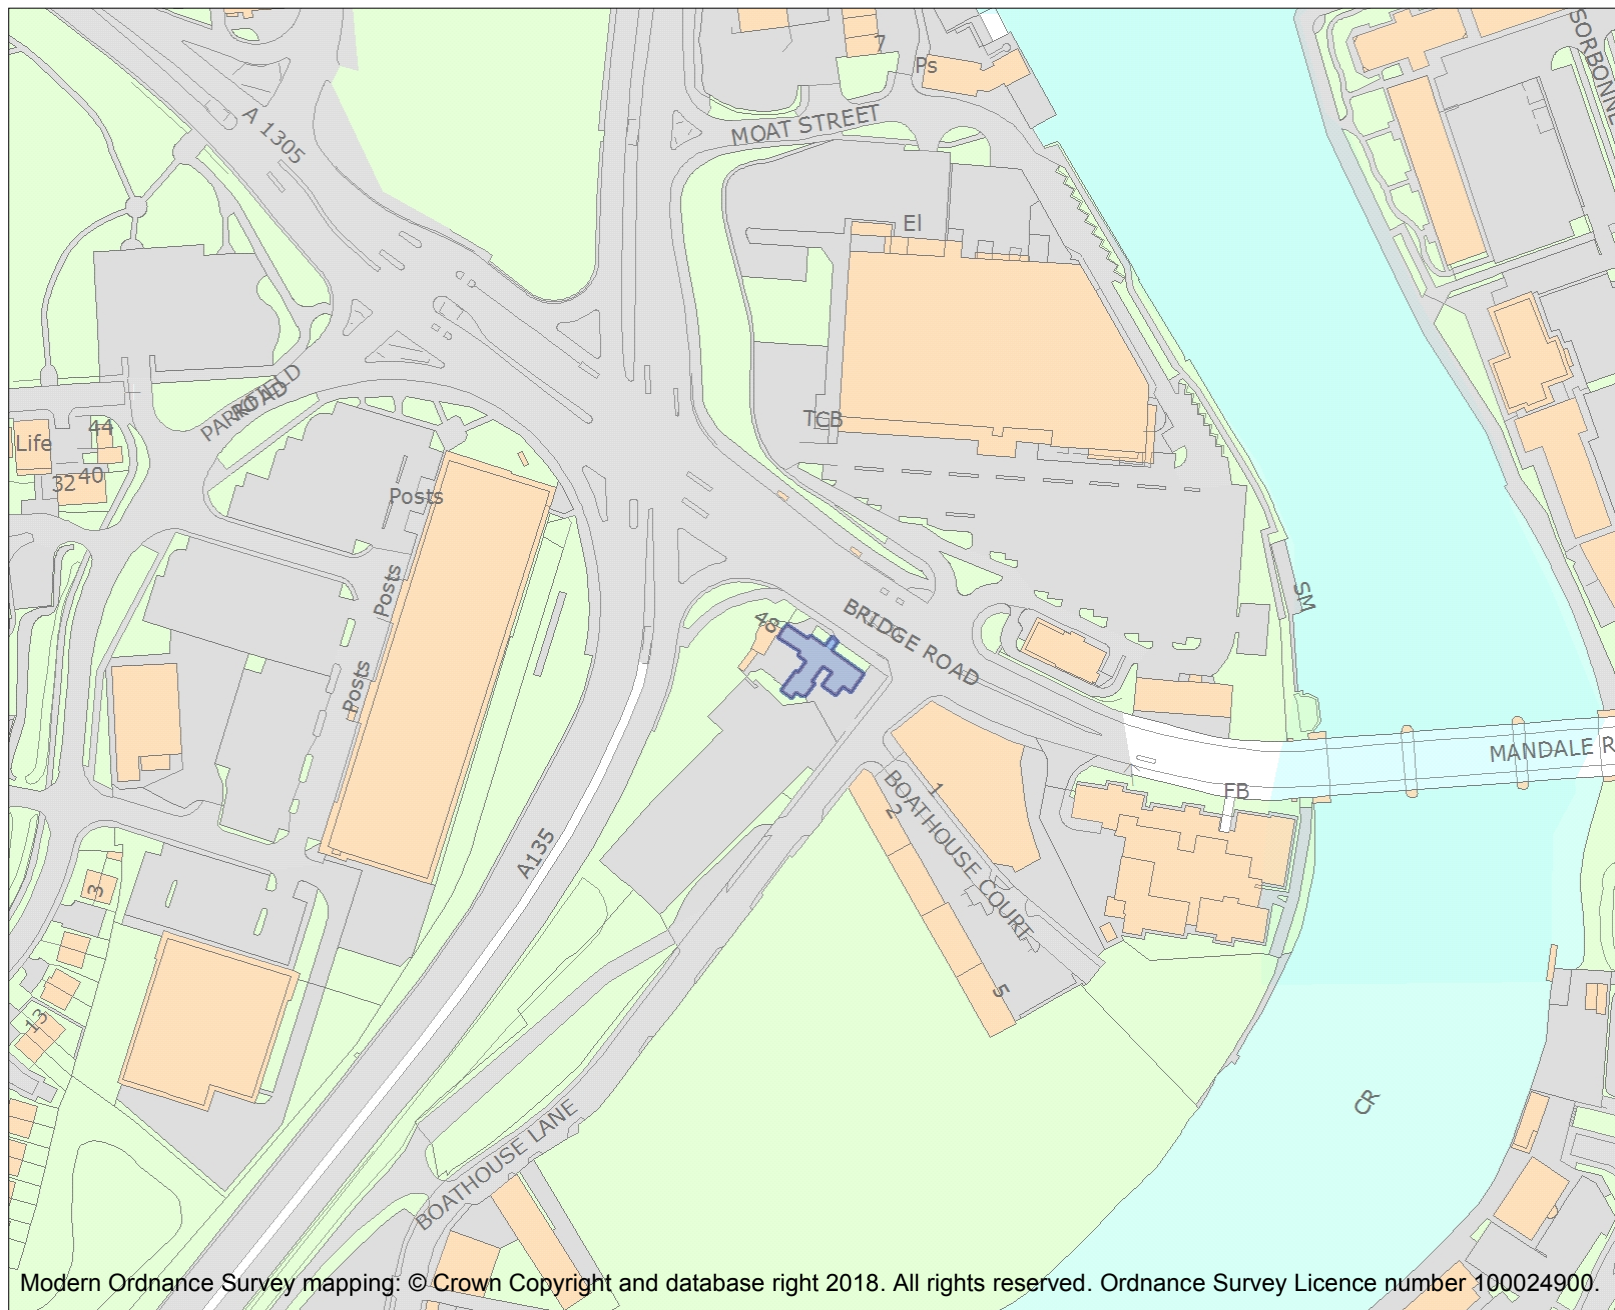 SORBONNE
7
Ps
A 1305
MOAT STREET
El
PARKFIELD
ROAD
TCB
44
Life
32
40
Posts
Posts
SM
48
BRIDGE ROAD
Posts
MANDALE R
FB
1
2
BOATHOUSE COURT
A135
3
5
13
CR
BOATHOUSE LANE
Modern Ordnance Survey mapping: © Crown Copyright and database right 2018. All rights reserved. Ordnance Survey Licence number 100024900.